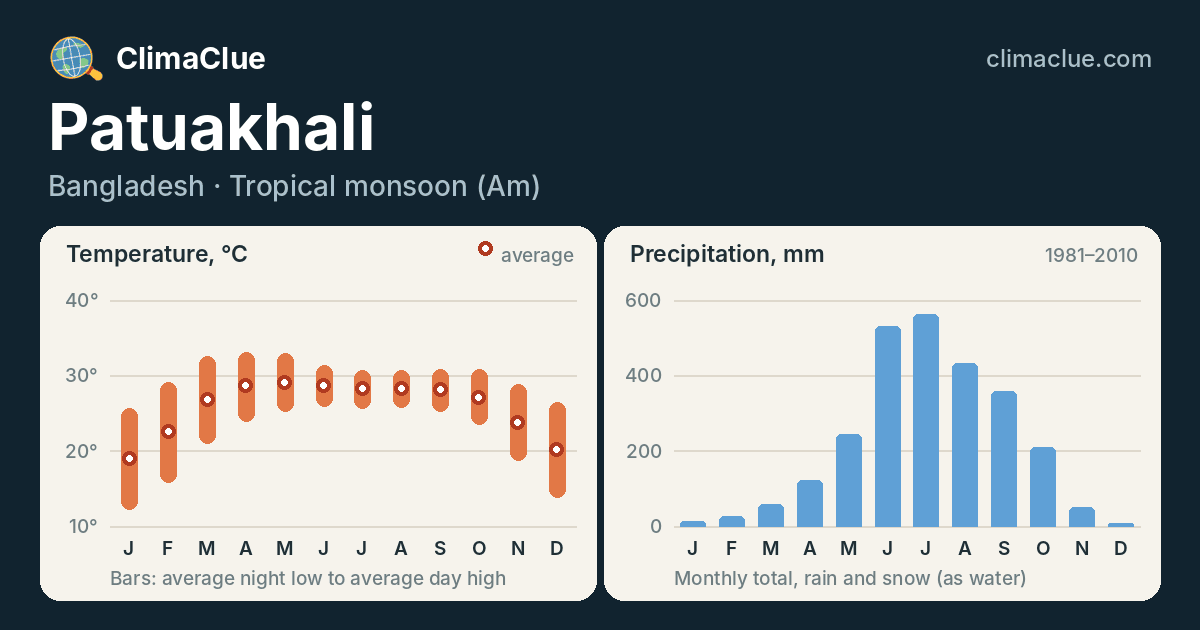 ClimaClue
climaclue.com
Patuakhali
Bangladesh · Tropical monsoon (Am)
Temperature, °C
average
40°
30°
20°
10°
J F M A M J J A S O N D
Bars: average night low to average day high
Precipitation, mm
1981–2010
600
400
200
0
J F M A M J J A S O N D
Monthly total, rain and snow (as water)